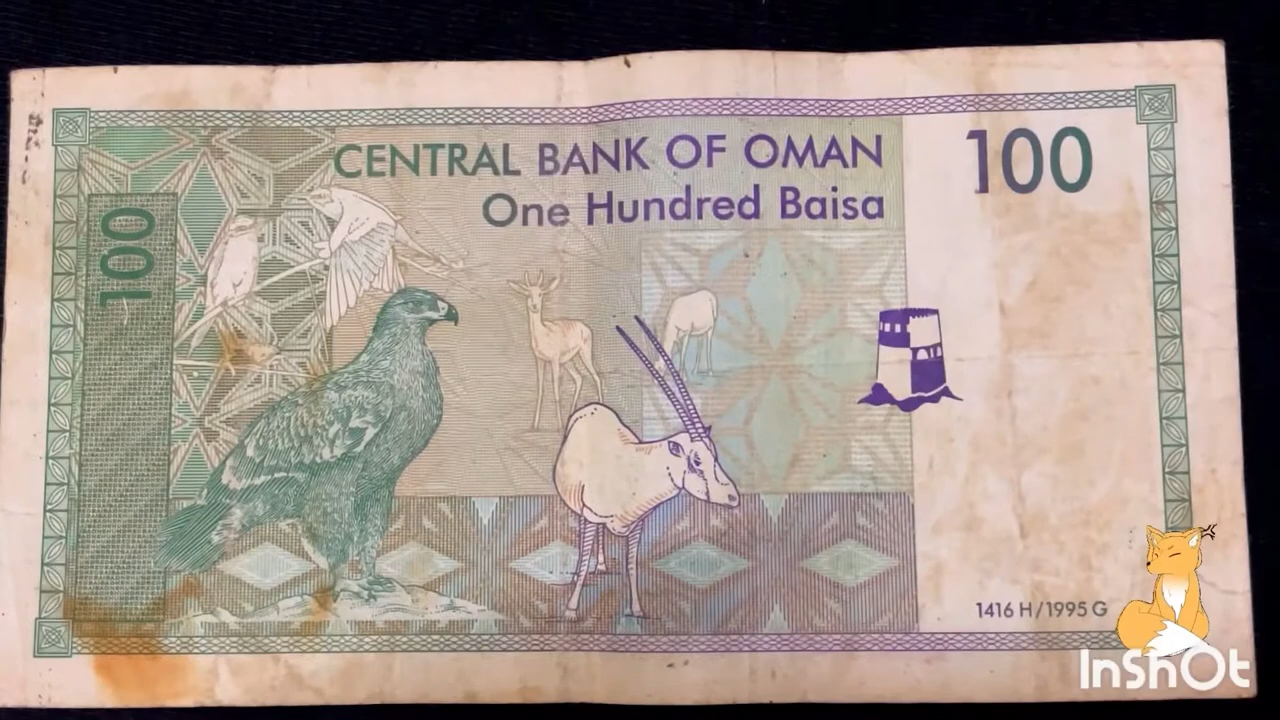 CENTRAL BANK OF OMAN
One Hundred Baisa
100
100
1416 H/1995 G
InShOt